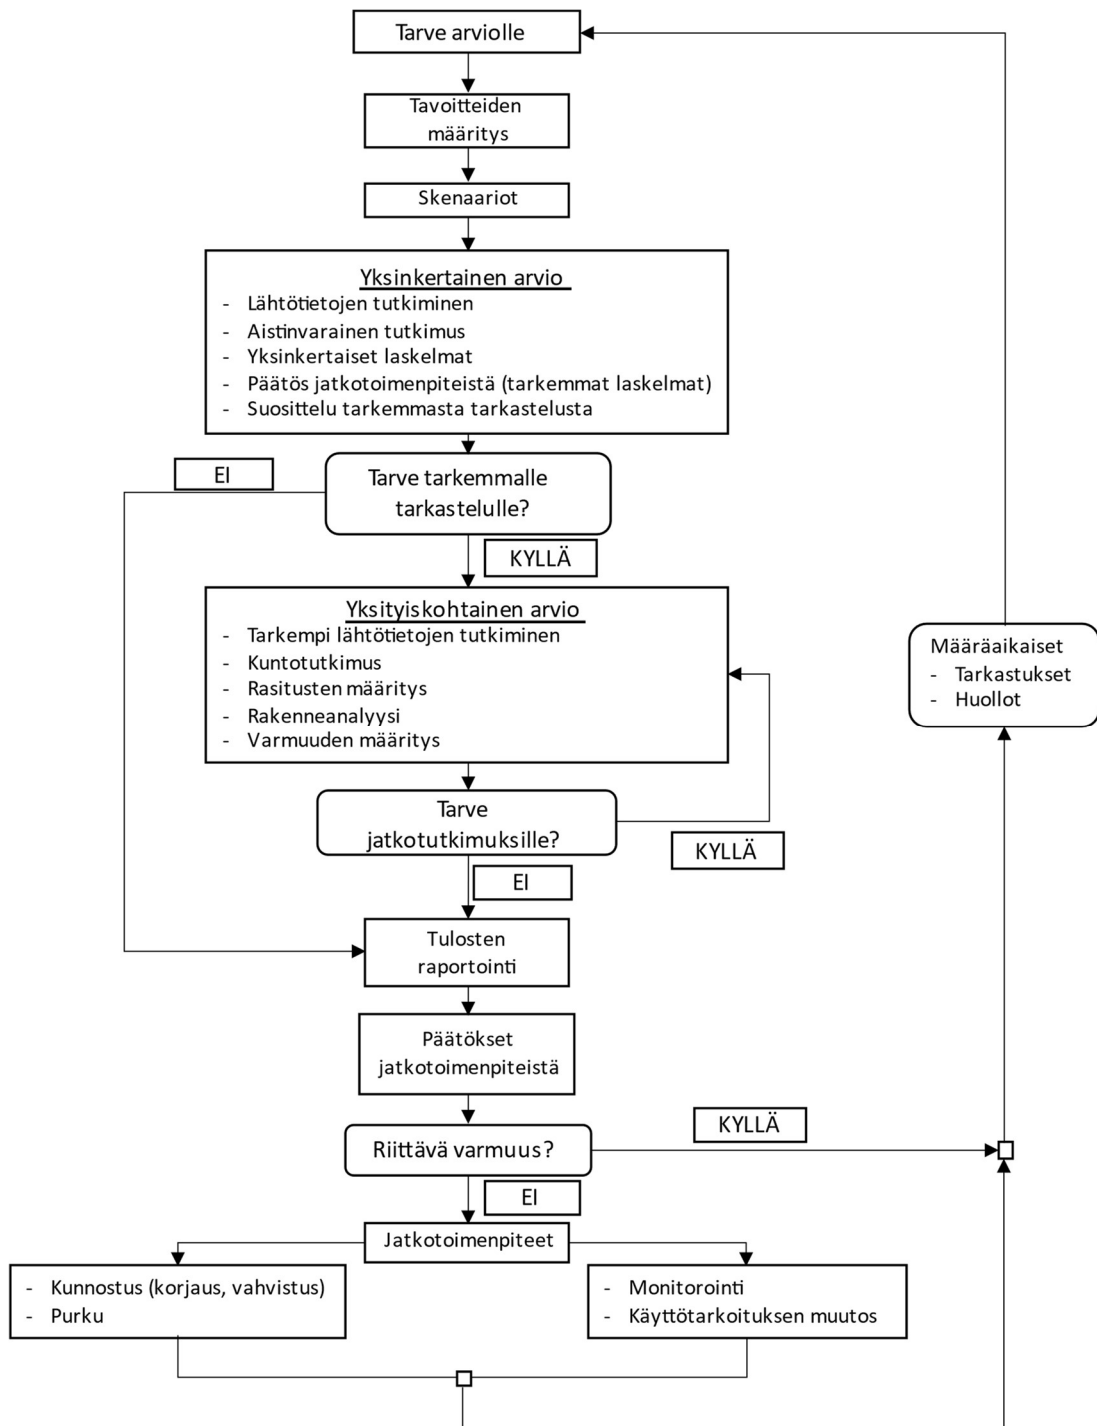 Tarve arviolle
Tavoitteiden
määritys
Skenaariot
Yksinkertainen arvio
- Lähtötietojen tutkiminen
- Aistinvarainen tutkimus
- Yksinkertaiset laskelmat
- Päätös jatkotoimenpiteistä (tarkemmat laskelmat)
- Suosittelu tarkemmasta tarkastelusta
EI
Tarve tarkemmalle
tarkastelulle?
KYLLÄ
Yksityiskohtainen arvio
- Tarkempi lähtötietojen tutkiminen
- Kuntotutkimus
- Rasitusten määritys
- Rakenneanalyysi
- Varmuuden määritys
Määräaikaiset
- Tarkastukset
- Huollot
Tarve
jatkotutkimuksille?
KYLLÄ
EI
Tulosten
raportointi
Päätökset
jatkotoimenpiteistä
KYLLÄ
Riittävä varmuus?
EI
Jatkotoimenpiteet
- Kunnostus (korjaus, vahvistus)
- Purku
- Monitorointi
- Käyttötarkoituksen muutos